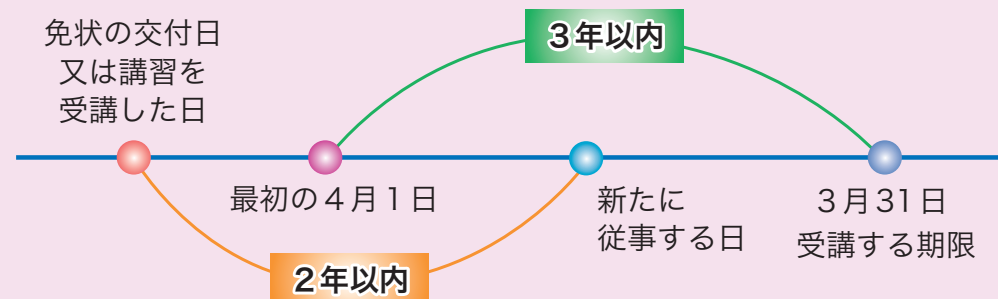 免状の交付日
又は講習を
受講した日
3年以内
最初の4月1日
新たに
従事する日
3月31日
受講する期限
2年以内